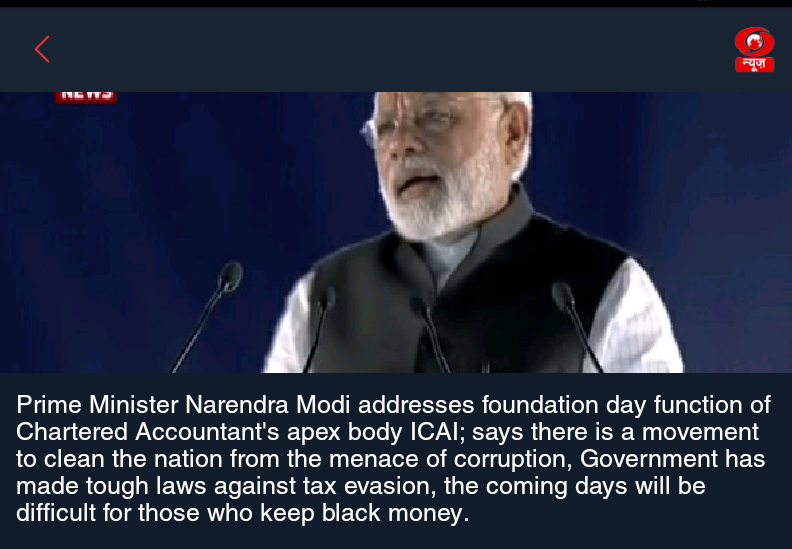 न्यूज़
NEWS
Prime Minister Narendra Modi addresses foundation day function of
Chartered Accountant's apex body ICAI; says there is a movement
to clean the nation from the menace of corruption, Government has
made tough laws against tax evasion, the coming days will be
difficult for those who keep black money.